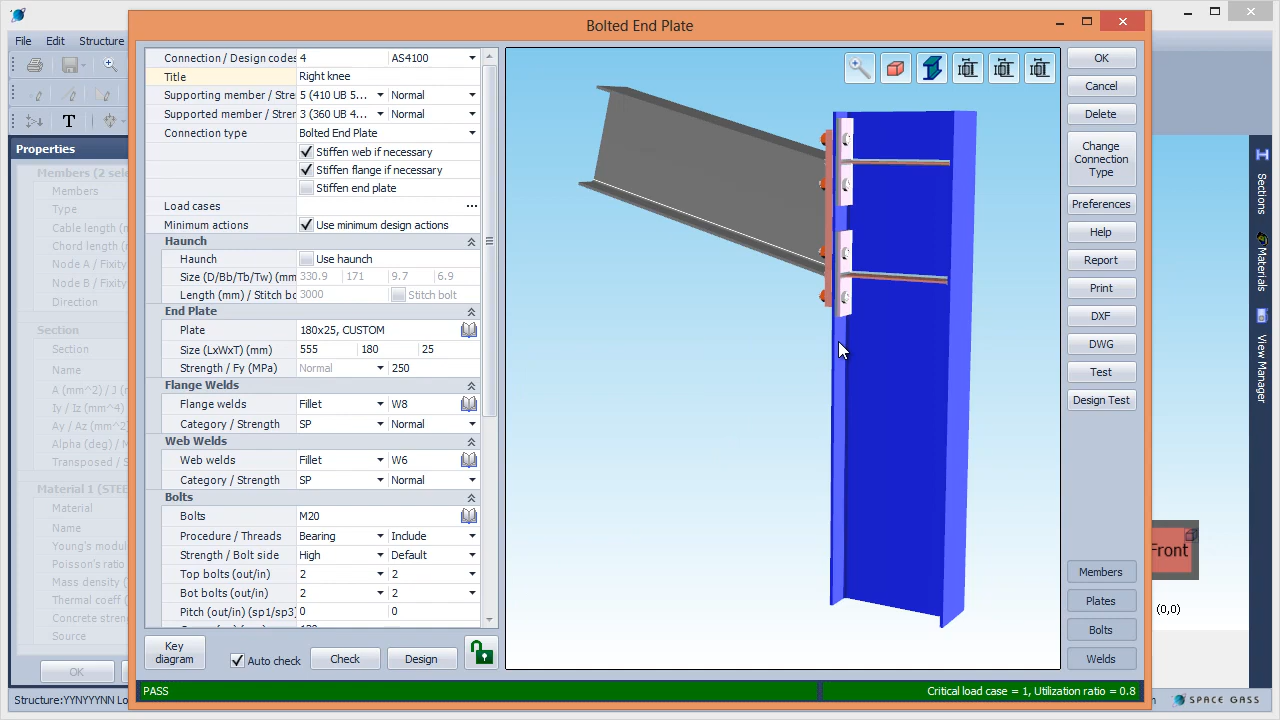 Bolted End Plate
File Edit Structure
T
Properties
Members (2 selec
Members
Type
Cable length (m
Chord length (m
Node A / Fixity
Node B / Fixity
Direction
Section
Section
Name
A (mm^2) / J (m
Iy / Iz (mm^4)
Ay / Az (mm^2)
Alpha (deg) / M
Transposed / S
Material 1 (STEE
Material
Name
Young's modul
Poisson's ratio
Mass density (
Thermal coeff (
Concrete stren
Source
OK
Structure:YYNYYYNN Lo
Connection / Design codes 4 AS4100
Title Right knee
Supporting member / Stre 5 (410 UB 5... Normal
Supported member / Stren 3 (360 UB 4... Normal
Connection type Bolted End Plate
Stiffen web if necessary
Stiffen flange if necessary
Stiffen end plate
Load cases ...
Minimum actions Use minimum design actions
Haunch
Haunch Use haunch
Size (D/Bb/Tb/Tw) (mm 330.9 171 9.7 6.9
Length (mm) / Stitch bo 3000 Stitch bolt
End Plate
Plate 180x25, CUSTOM
Size (LxWxT) (mm) 555 180 25
Strength / Fy (MPa) Normal 250
Flange Welds
Flange welds Fillet W8
Category / Strength SP Normal
Web Welds
Web welds Fillet W6
Category / Strength SP Normal
Bolts
Bolts M20
Procedure / Threads Bearing Include
Strength / Bolt side High Default
Top bolts (out/in) 2 2
Bot bolts (out/in) 2 2
Pitch (out/in) (sp1/sp3) 0 0
Key diagram
Auto check
Check
Design
PASS
Critical load case = 1, Utilization ratio = 0.8
OK
Cancel
Delete
Change
Connection
Type
Preferences
Help
Report
Print
DXF
DWG
Test
Design Test
Members
Plates
Bolts
Welds
Sections
Materials
View Manager
Front
(0,0)
SPACE GASS